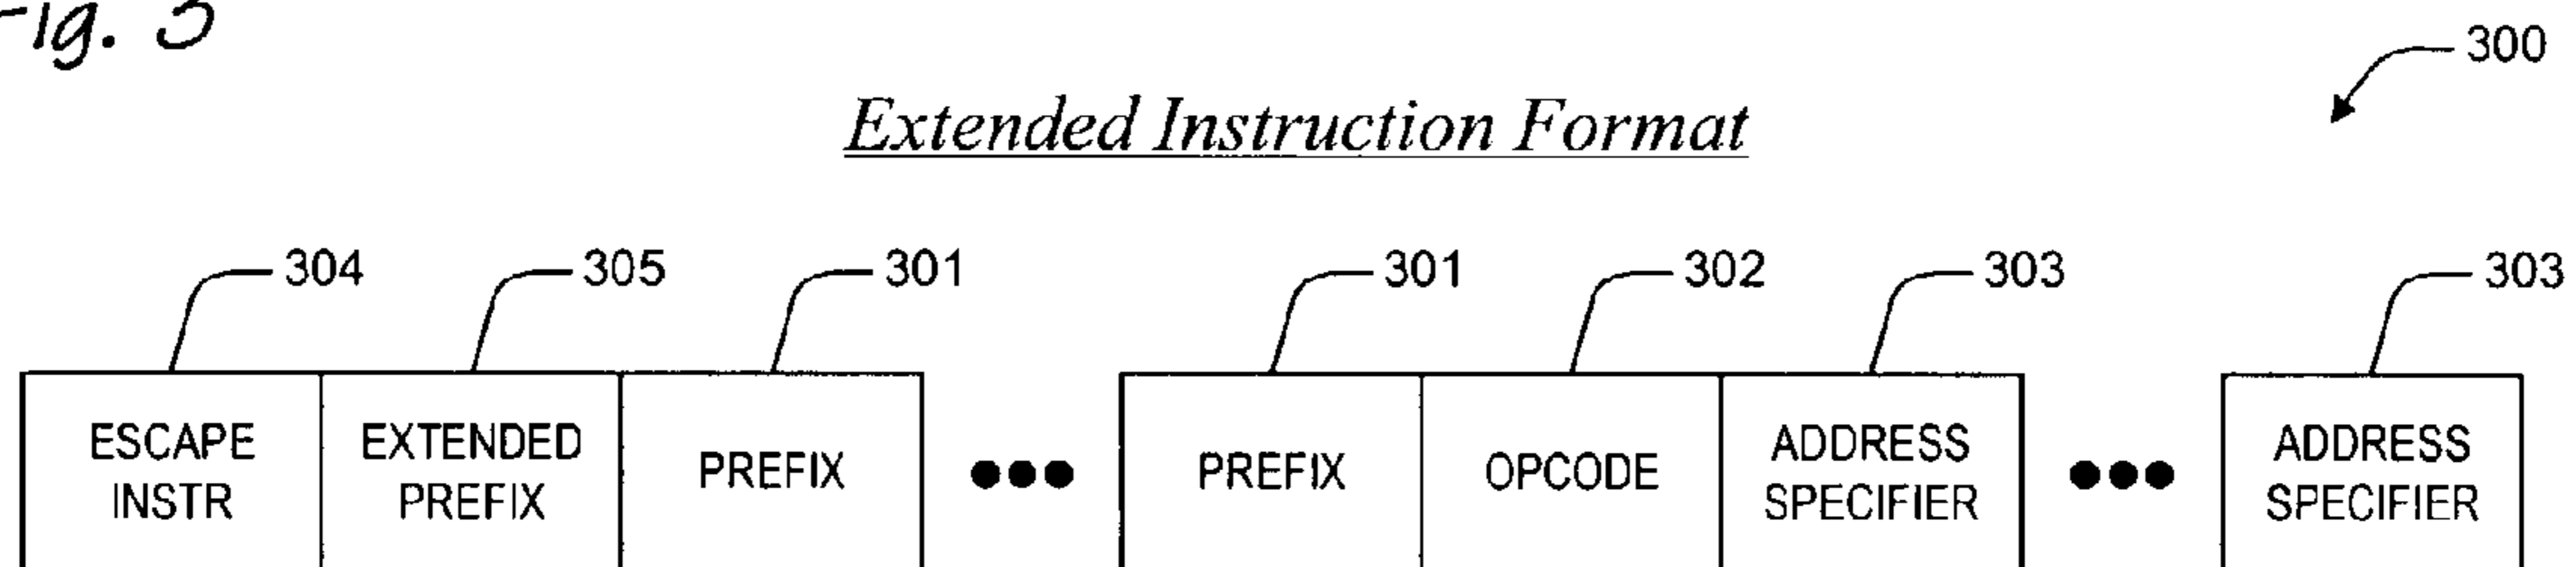 Fig. 3
300
Extended Instruction Format
304 305 301 301 302 303 303
ESCAPE INSTR
EXTENDED PREFIX
PREFIX
PREFIX
OPCODE
ADDRESS SPECIFIER
ADDRESS SPECIFIER